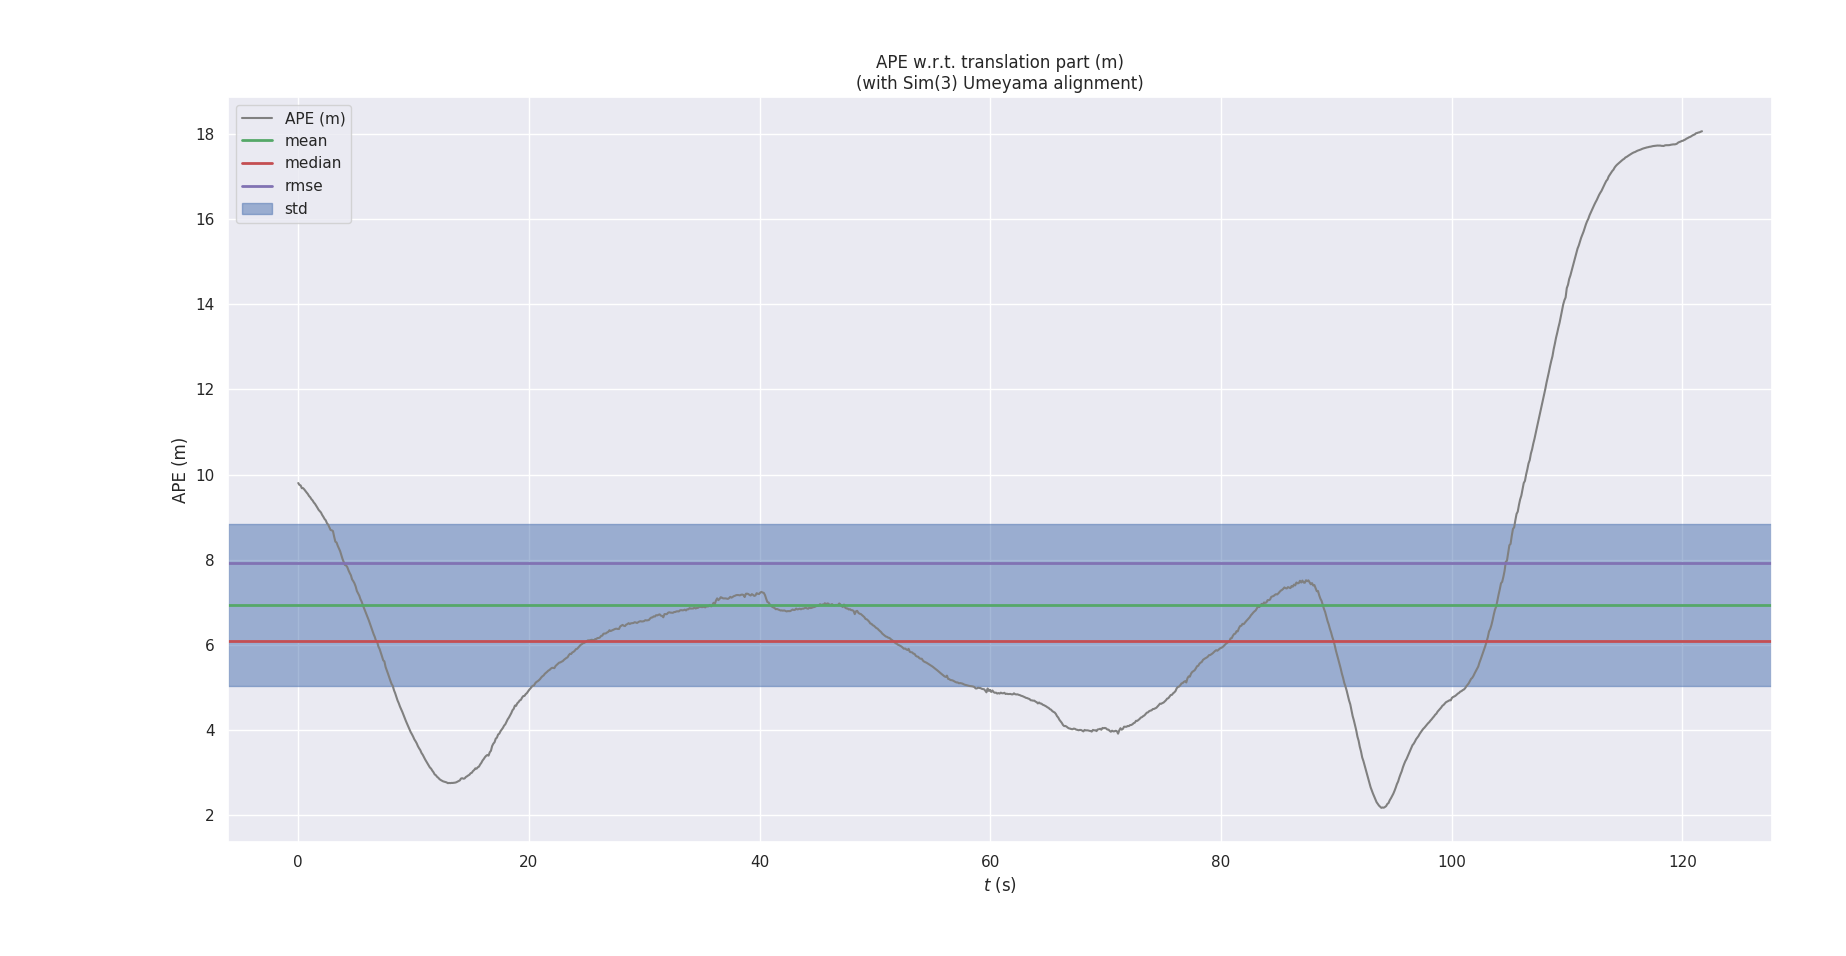 APE w.r.t. translation part (m)
(with Sim(3) Umeyama alignment)
APE (m)
mean
median
rmse
std
18
16
14
12
10
8
6
4
2
APE (m)
0 20 40 60 80 100 120
t (s)